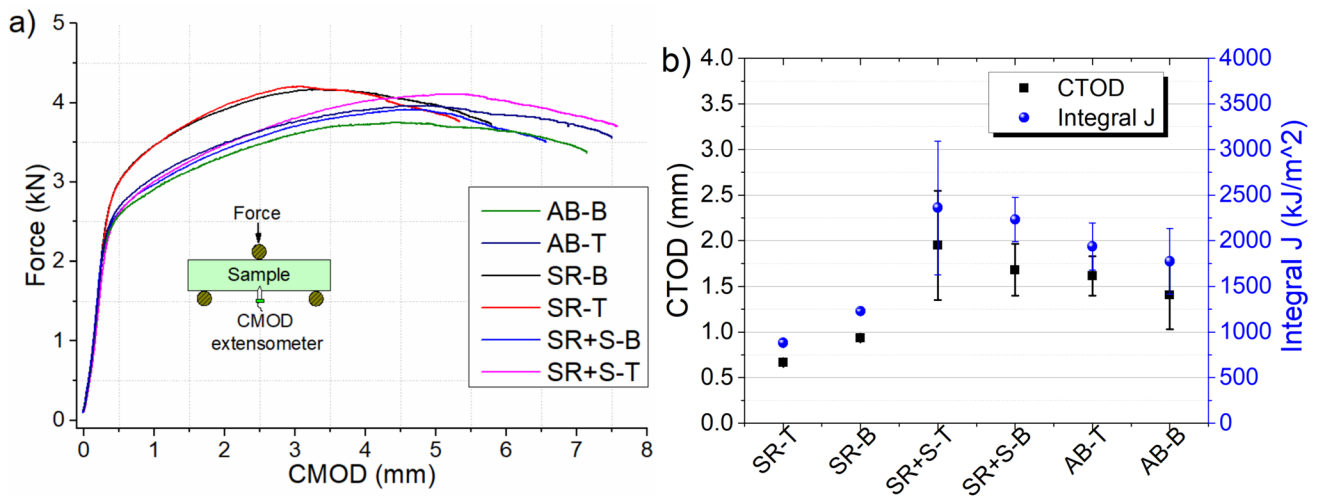 a)
Force (kN)
5
4
3
2
1
0
0 1 2 3 4 5 6 7 8
CMOD (mm)
Force
Sample
CMOD
extensometer
AB-B
AB-T
SR-B
SR-T
SR+S-B
SR+S-T
b)
CTOD (mm)
4.0
3.5
3.0
2.5
2.0
1.5
1.0
0.5
0.0
CTOD
Integral J
4000
3500
3000
2500
2000
1500
1000
500
0
Integral J (kJ/m^2)
SR-T
SR-B
SR+S-T
SR+S-B
AB-T
AB-B